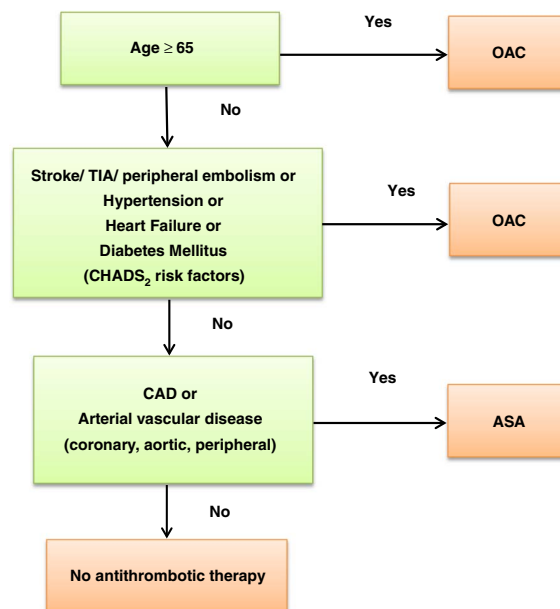 Age ≥ 65
Yes
OAC
No
Stroke/ TIA/ peripheral embolism or
Hypertension or
Heart Failure or
Diabetes Mellitus
(CHADS₂ risk factors)
Yes
OAC
No
CAD or
Arterial vascular disease
(coronary, aortic, peripheral)
Yes
ASA
No
No antithrombotic therapy